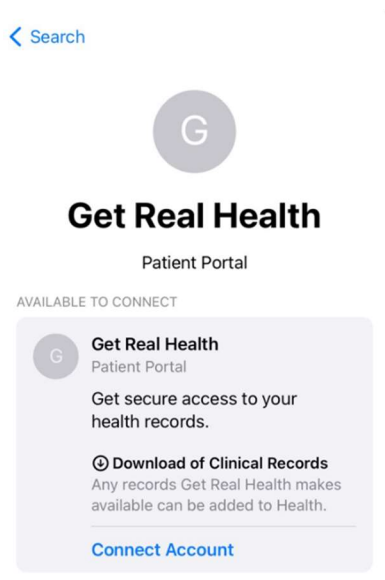 Search
G
Get Real Health
Patient Portal
AVAILABLE TO CONNECT
G
Get Real Health
Patient Portal
Get secure access to your
health records.
Download of Clinical Records
Any records Get Real Health makes
available can be added to Health.
Connect Account